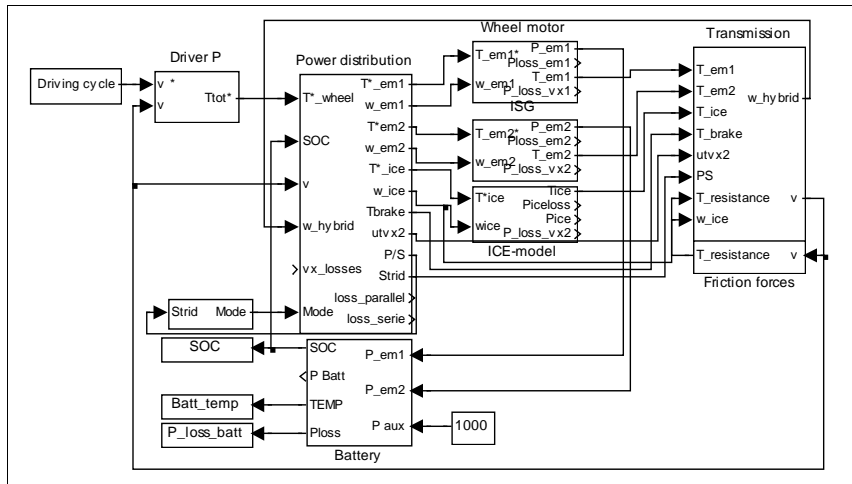 Wheel motor
Transmission
Driver P
Power distribution
Driving cycle
v *
v
Ttot*
T*_wheel
SOC
v
w_hybrid
vx_losses
Mode
T*_em1
w_em1
T*em2
w_em2
T*_ice
w_ice
Tbrake
utvx2
P/S
Strid
loss_parallel
loss_serie
T_em1*
w_em1
P_em1
Ploss_em1
T_em1
P_loss_vx1
ISG
T_em2*
w_em2
P_em2
Ploss_em2
T_em2
P_loss_vx2
T*ice
wice
Tice
Piceloss
Pice
P_loss_vx2
ICE-model
T_em1
T_em2
T_ice
T_brake
utvx2
PS
T_resistance
w_ice
w_hybrid
v
T_resistance
v
Friction forces
Strid
Mode
SOC
Batt_temp
P_loss_batt
SOC
P Batt
TEMP
Ploss
P_em1
P_em2
P aux
1000
Battery